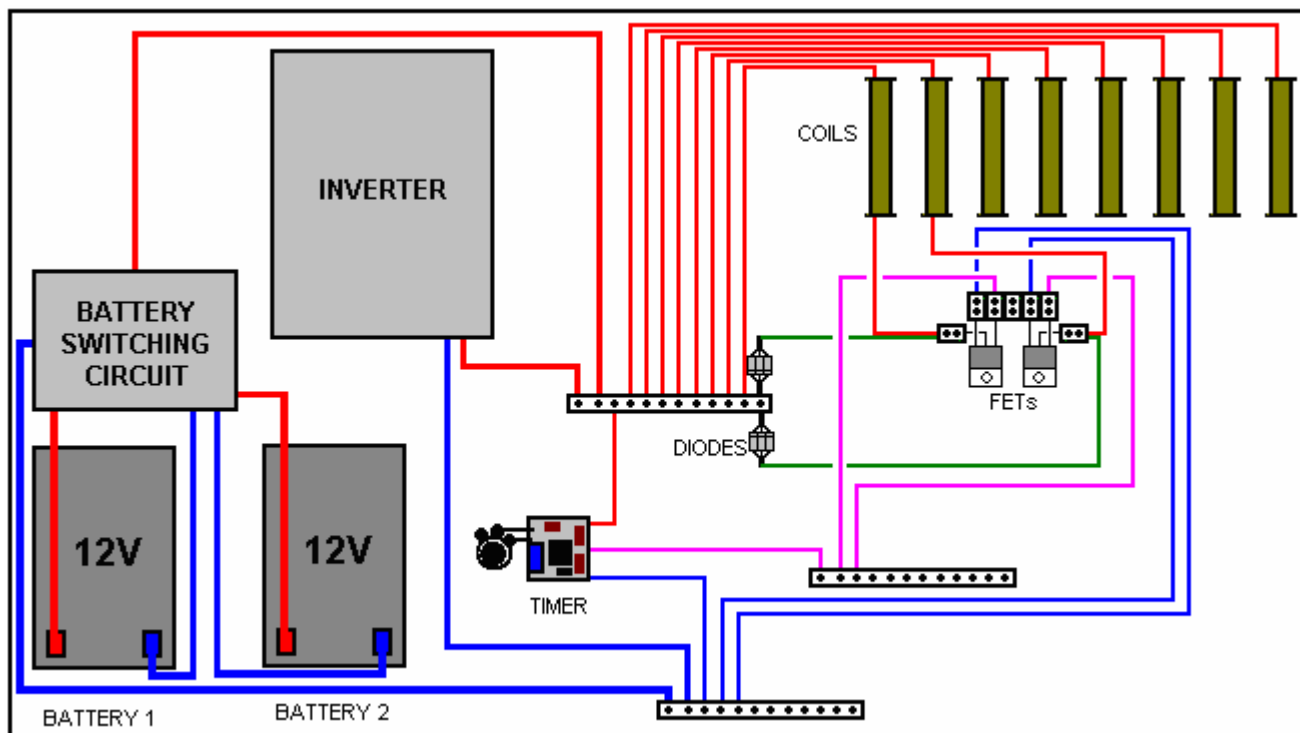 COILS
INVERTER
BATTERY
SWITCHING
CIRCUIT
FETs
DIODES
12V
12V
TIMER
BATTERY 1
BATTERY 2